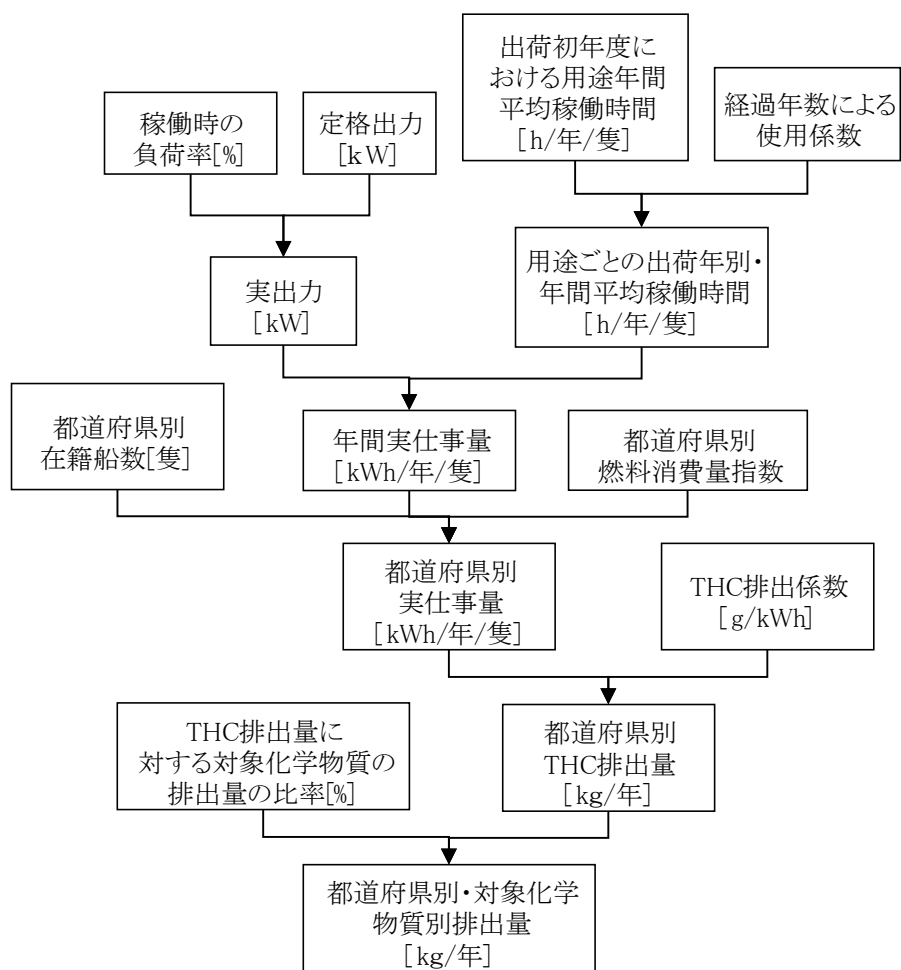 出荷初年度に
おける用途年間
平均稼働時間
[h/年/隻]
稼働時の
負荷率[%]
定格出力
[kW]
経過年数による
使用係数
実出力
[kW]
用途ごとの出荷年別・
年間平均稼働時間
[h/年/隻]
都道府県別
在籍船数[隻]
年間実仕事量
[kWh/年/隻]
都道府県別
燃料消費量指数
都道府県別
実仕事量
[kWh/年/隻]
THC排出係数
[g/kWh]
THC排出量に
対する対象化学物質の
排出量の比率[%]
都道府県別
THC排出量
[kg/年]
都道府県別・対象化学
物質別排出量
[kg/年]